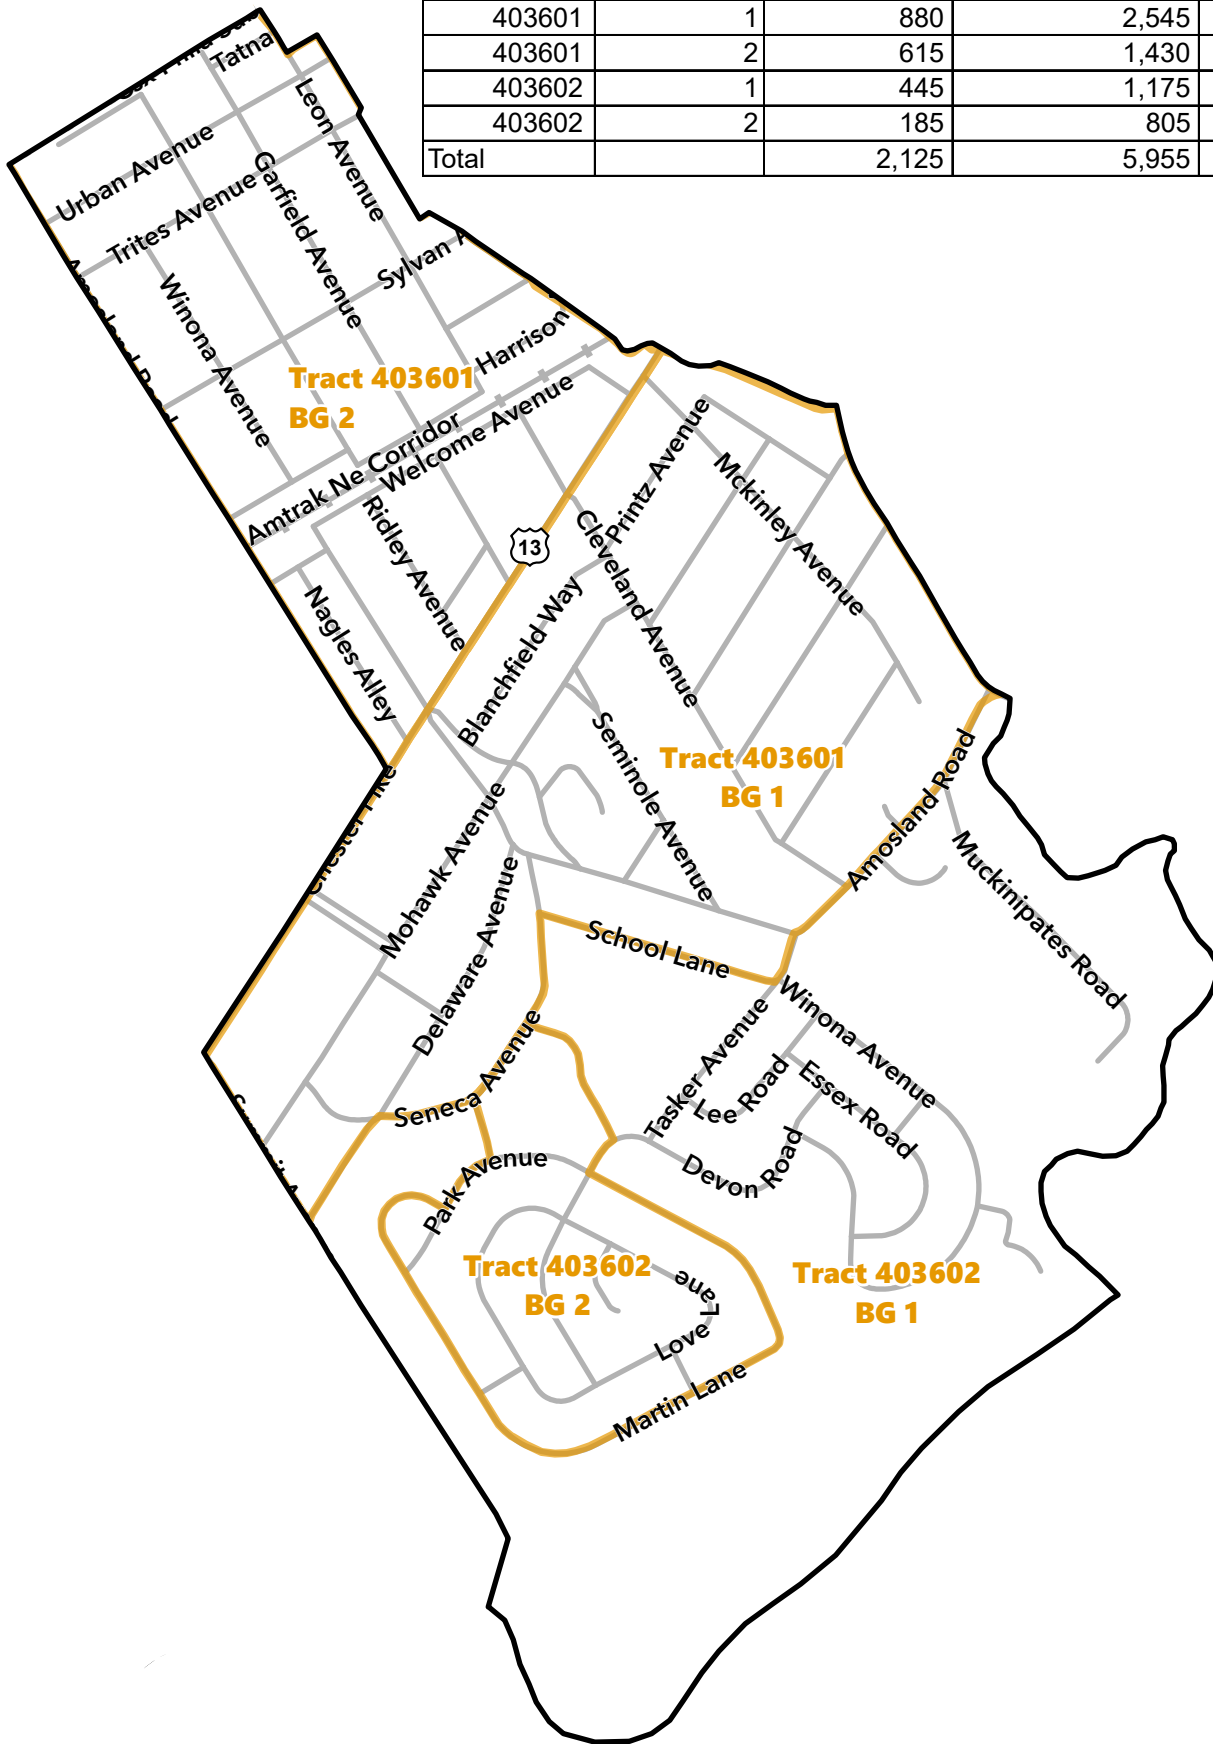 403601 1 880 2,545
403601 2 615 1,430
403602 1 445 1,175
403602 2 185 805
Total 2,125 5,955
Tatna
Leon Avenue
Urban Avenue
Trites Avenue
Garfield Avenue
Sylvan A
Winona Avenue
Harrison
Tract 403601
BG 2
Amtrak Ne Corridor
Welcome Avenue
Printz Avenue
Mckinley Avenue
Ridley Avenue
13
Cleveland Avenue
Nagles Alley
Blanchfield Way
Seminole Avenue
Tract 403601
BG 1
Amosland Road
Chester Pike
Mohawk Avenue
Delaware Avenue
Muckinipates Road
School Lane
Winona Avenue
Tasker Avenue
Lee Road
Essex Road
Seneca Avenue
Devon Road
Park Avenue
Tract 403602
BG 2
Tract 403602
BG 1
Love Lane
Martin Lane